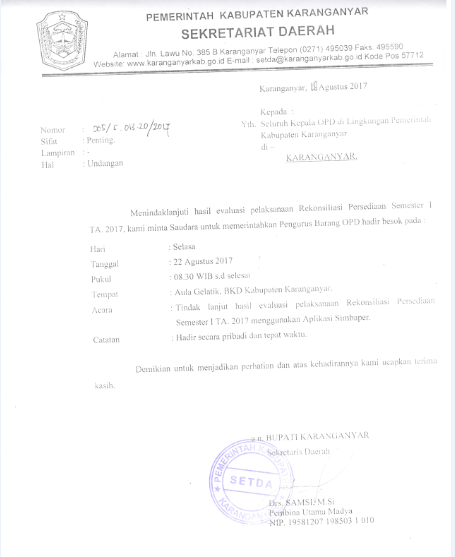 PEMERINTAH KABUPATEN KARANGANYAR
SEKRETARIAT DAERAH
Alamat : Jln. Lawu No. 385 B Karanganyar Telepon (0271) 495039 Faks. 495590
Website: www.karanganyarkab.go.id E-mail : setda@karanganyarkab.go.id Kode Pos 57712
Karanganyar, 18 Agustus 2017
Kepada :
Yth. Seluruh Kepala OPD di Lingkungan Pemerintah
Kabupaten Karanganyar
di –
KARANGANYAR.
Nomor :
Sifat : Penting.
Lampiran : -
Hal : Undangan
Menindaklanjuti hasil evaluasi pelaksanaan Rekonsiliasi Persediaan Semester I
TA. 2017, kami minta Saudara untuk memerintahkan Pengurus Barang OPD hadir besok pada :
Hari : Selasa
Tanggal : 22 Agustus 2017
Pukul : 08.30 WIB s.d selesai
Tempat : Aula Gelatik, BKD Kabupaten Karanganyar.
Acara : Tindak lanjut hasil evaluasi pelaksanaan Rekonsiliasi Persediaan
Semester I TA. 2017 menggunakan Aplikasi Simbaper.
Catatan : Hadir secara pribadi dan tepat waktu.
Demikian untuk menjadikan perhatian dan atas kehadirannya kami ucapkan terima
kasih.
a.n. BUPATI KARANGANYAR
Sekretaris Daerah
PEMERINTAH
SETDA
KARANGANYAR
Drs. SAMSI, M.Si
Pembina Utama Madya
NIP. 19581207 198503 1 010